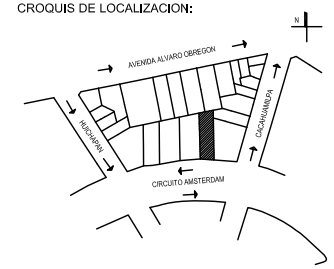 CROQUIS DE LOCALIZACION:
N
AVENIDA ALVARO OBREGON
HUICHAPAN
CACAHUAMILPA
CIRCUITO AMSTERDAM